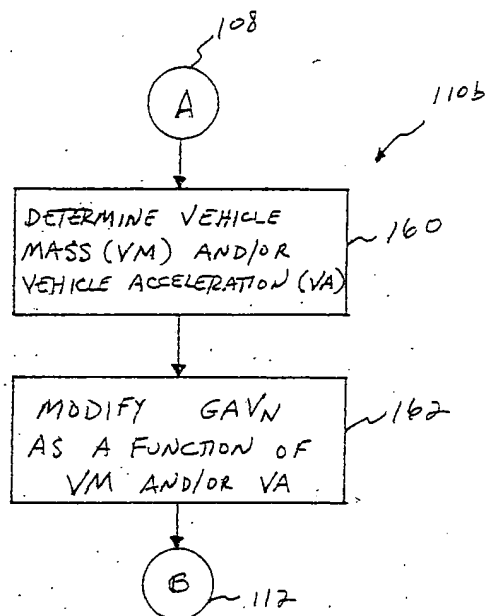 108
A
110b
DETERMINE VEHICLE
MASS (VM) AND/OR
VEHICLE ACCELERATION (VA)
160
MODIFY GAVN
AS A FUNCTION OF
VM AND/OR VA
162
B
112